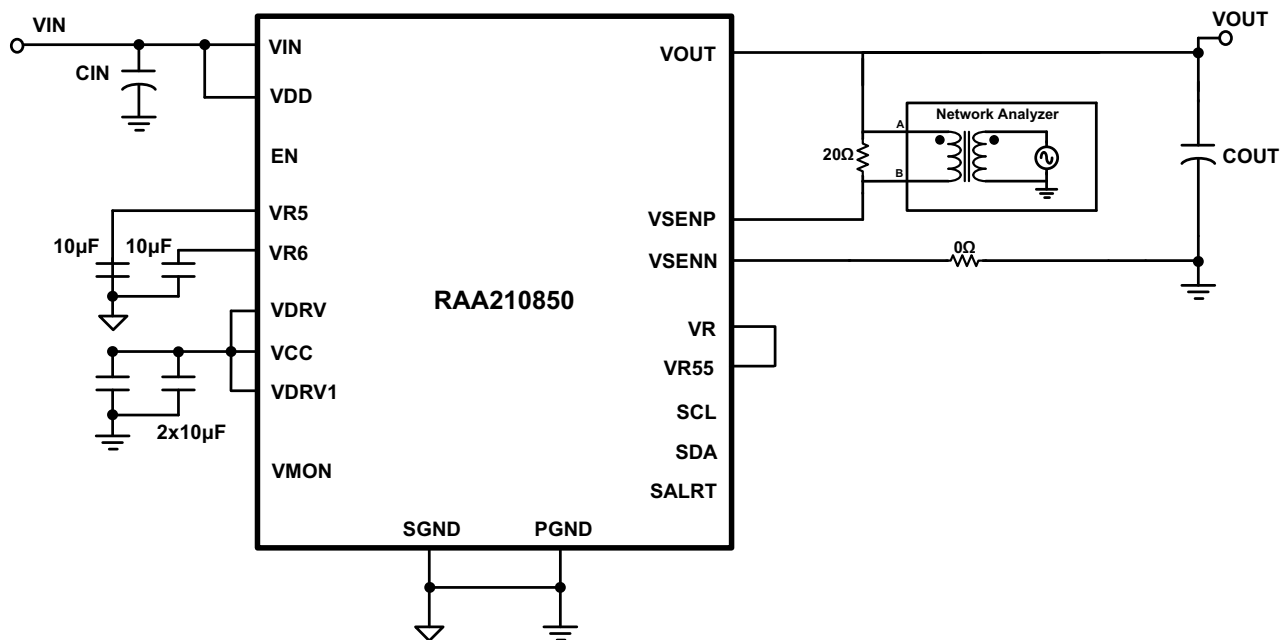 VIN
CIN
VIN
VDD
EN
VR5
VR6
10µF
10µF
VDRV
VCC
VDRV1
2x10µF
VMON
RAA210850
SGND
PGND
VOUT
VOUT
Network Analyzer
A
B
20Ω
COUT
VSENP
VSENN
0Ω
VR
VR55
SCL
SDA
SALRT